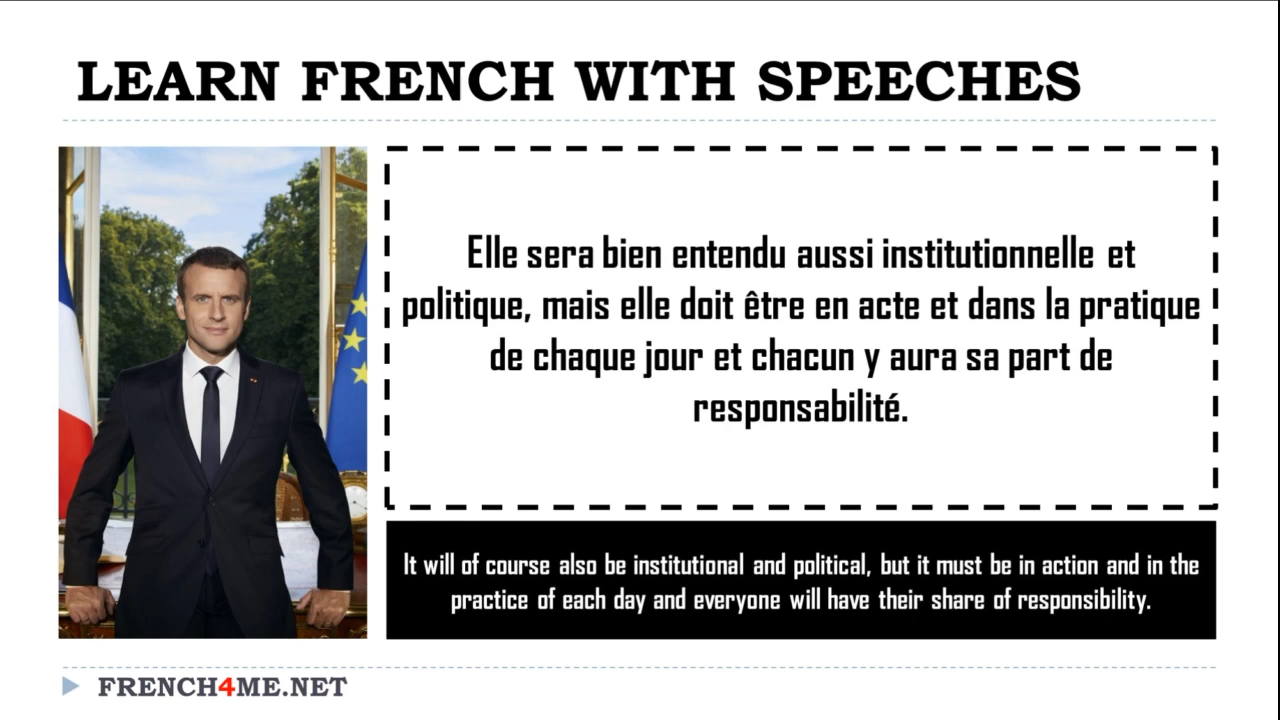 LEARN FRENCH WITH SPEECHES
Elle sera bien entendu aussi institutionnelle et
politique, mais elle doit être en acte et dans la pratique
de chaque jour et chacun y aura sa part de
responsabilité.
It will of course also be institutional and political, but it must be in action and in the
practice of each day and everyone will have their share of responsibility.
FRENCH4ME.NET